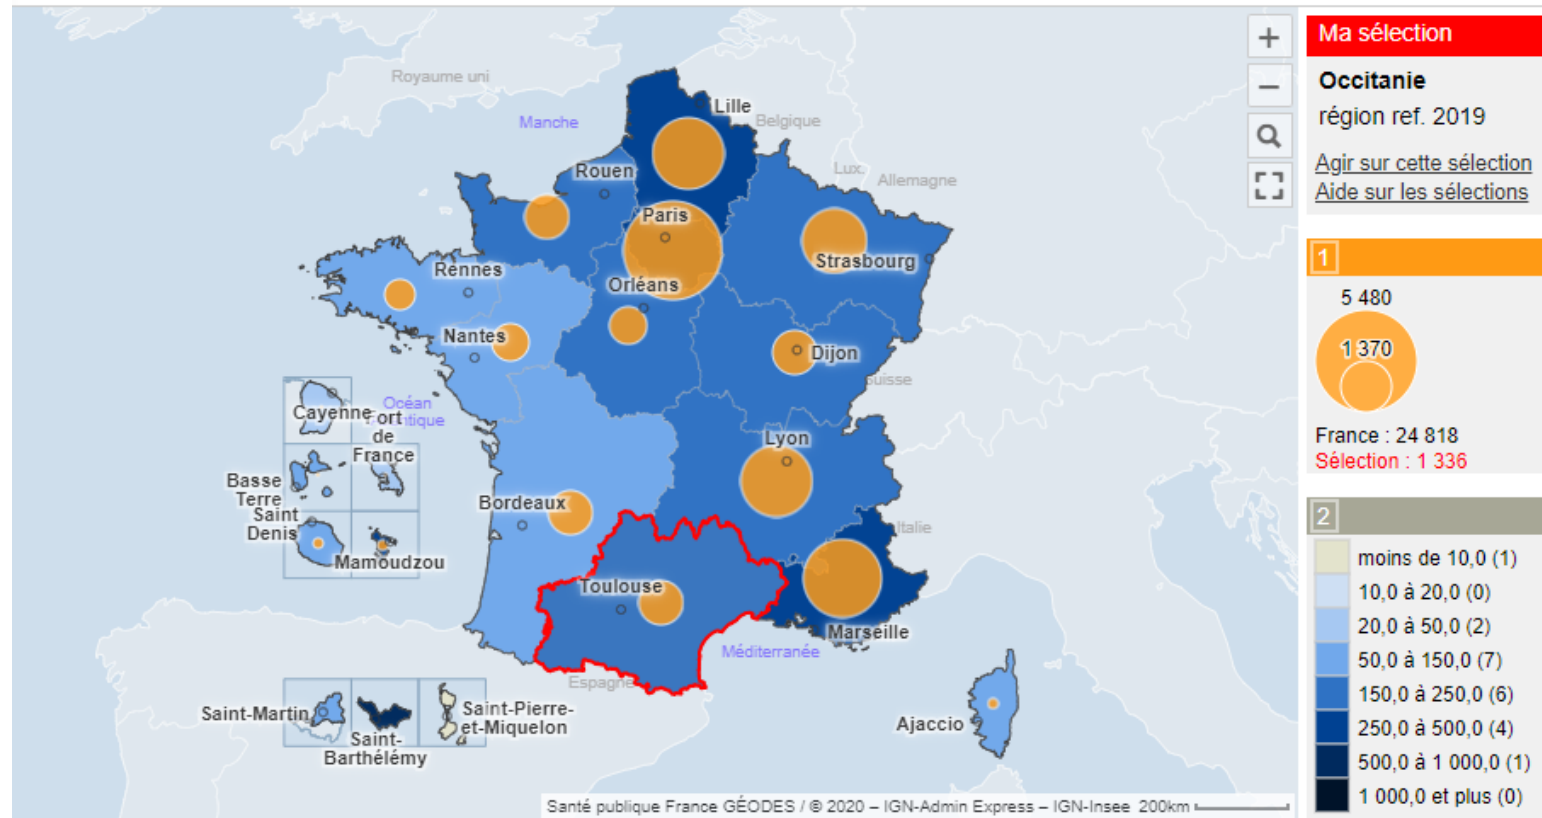 Royaume uni
Lille
Manche
Belgique
Rouen
Lux.
Allemagne
Paris
Strasbourg
Rennes
Orléans
Nantes
Dijon
Suisse
Océan
Atlantique
Cayenne
Fort
de
France
Lyon
Basse
Terre
Bordeaux
Saint
Denis
Italie
Mamoudzou
Toulouse
Marseille
Méditerranée
Espagne
Saint-Martin
Saint-Pierre-
et-Miquelon
Saint-
Barthélémy
Ajaccio
Santé publique France GÉODES / © 2020 – IGN-Admin Express – IGN-Insee 200km
+
−
Ma sélection
Occitanie
région ref. 2019
Agir sur cette sélection
Aide sur les sélections
1
5 480
1 370
France : 24 818
Sélection : 1 336
2
moins de 10,0 (1)
10,0 à 20,0 (0)
20,0 à 50,0 (2)
50,0 à 150,0 (7)
150,0 à 250,0 (6)
250,0 à 500,0 (4)
500,0 à 1 000,0 (1)
1 000,0 et plus (0)